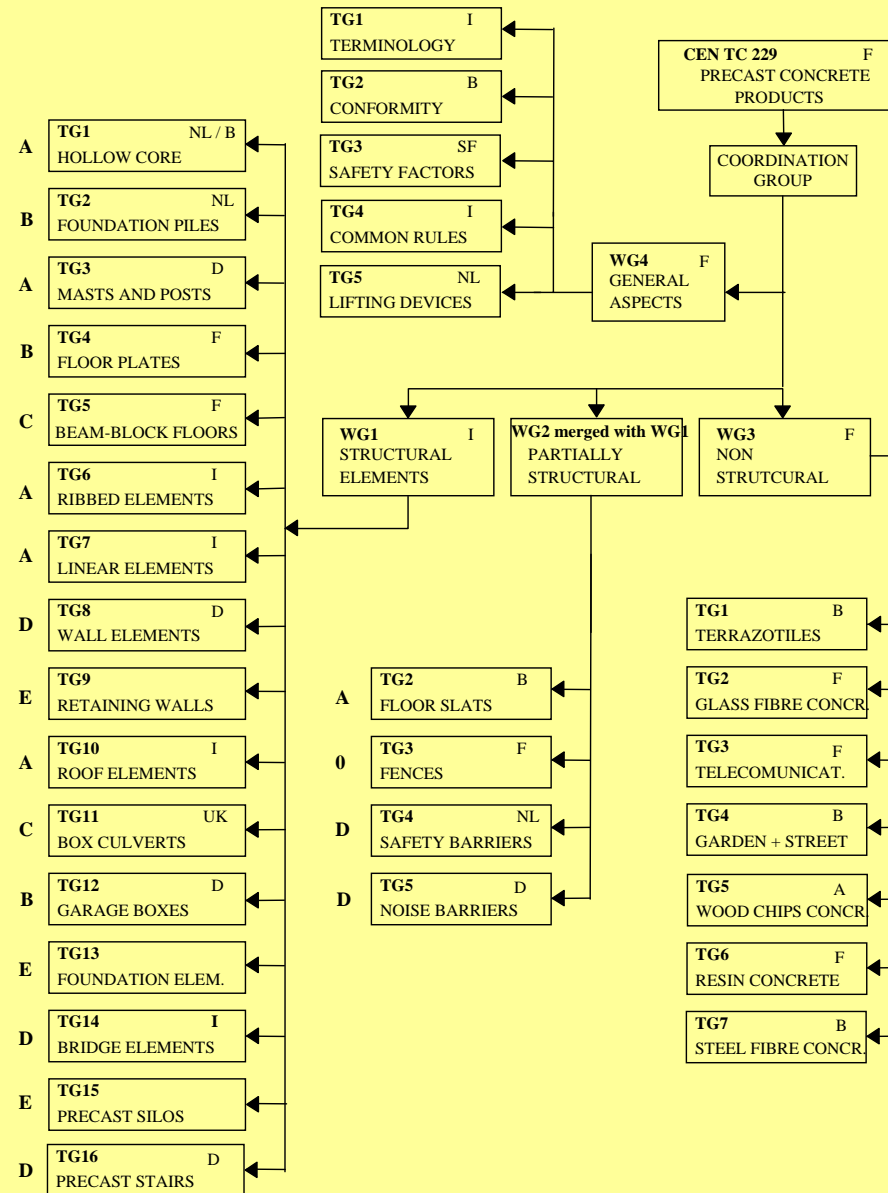 CEN TC 229 F
PRECAST CONCRETE
PRODUCTS
COORDINATION
GROUP
WG4 F
GENERAL
ASPECTS
TG1 I
TERMINOLOGY
TG2 B
CONFORMITY
TG3 SF
SAFETY FACTORS
TG4 I
COMMON RULES
TG5 NL
LIFTING DEVICES
WG1 I
STRUCTURAL
ELEMENTS
WG2 merged with WG1
PARTIALLY
STRUCTURAL
WG3 F
NON
STRUTCURAL
A
TG1 NL / B
HOLLOW CORE
B
TG2 NL
FOUNDATION PILES
A
TG3 D
MASTS AND POSTS
B
TG4 F
FLOOR PLATES
C
TG5 F
BEAM-BLOCK FLOORS
A
TG6 I
RIBBED ELEMENTS
A
TG7 I
LINEAR ELEMENTS
D
TG8 D
WALL ELEMENTS
E
TG9
RETAINING WALLS
A
TG10 I
ROOF ELEMENTS
C
TG11 UK
BOX CULVERTS
B
TG12 D
GARAGE BOXES
E
TG13
FOUNDATION ELEM.
D
TG14 I
BRIDGE ELEMENTS
E
TG15
PRECAST SILOS
D
TG16 D
PRECAST STAIRS
A
TG2 B
FLOOR SLATS
0
TG3 F
FENCES
D
TG4 NL
SAFETY BARRIERS
D
TG5 D
NOISE BARRIERS
TG1 B
TERRAZOTILES
TG2 F
GLASS FIBRE CONCR.
TG3 F
TELECOMUNICAT.
TG4 B
GARDEN + STREET
TG5 A
WOOD CHIPS CONCR.
TG6 F
RESIN CONCRETE
TG7 B
STEEL FIBRE CONCR.